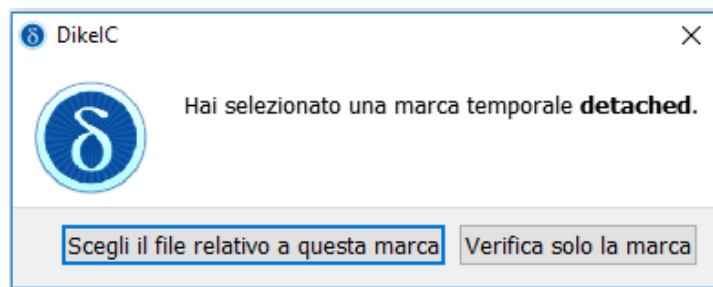 DikeIC
Hai selezionato una marca temporale detached.
Scegli il file relativo a questa marca
Verifica solo la marca